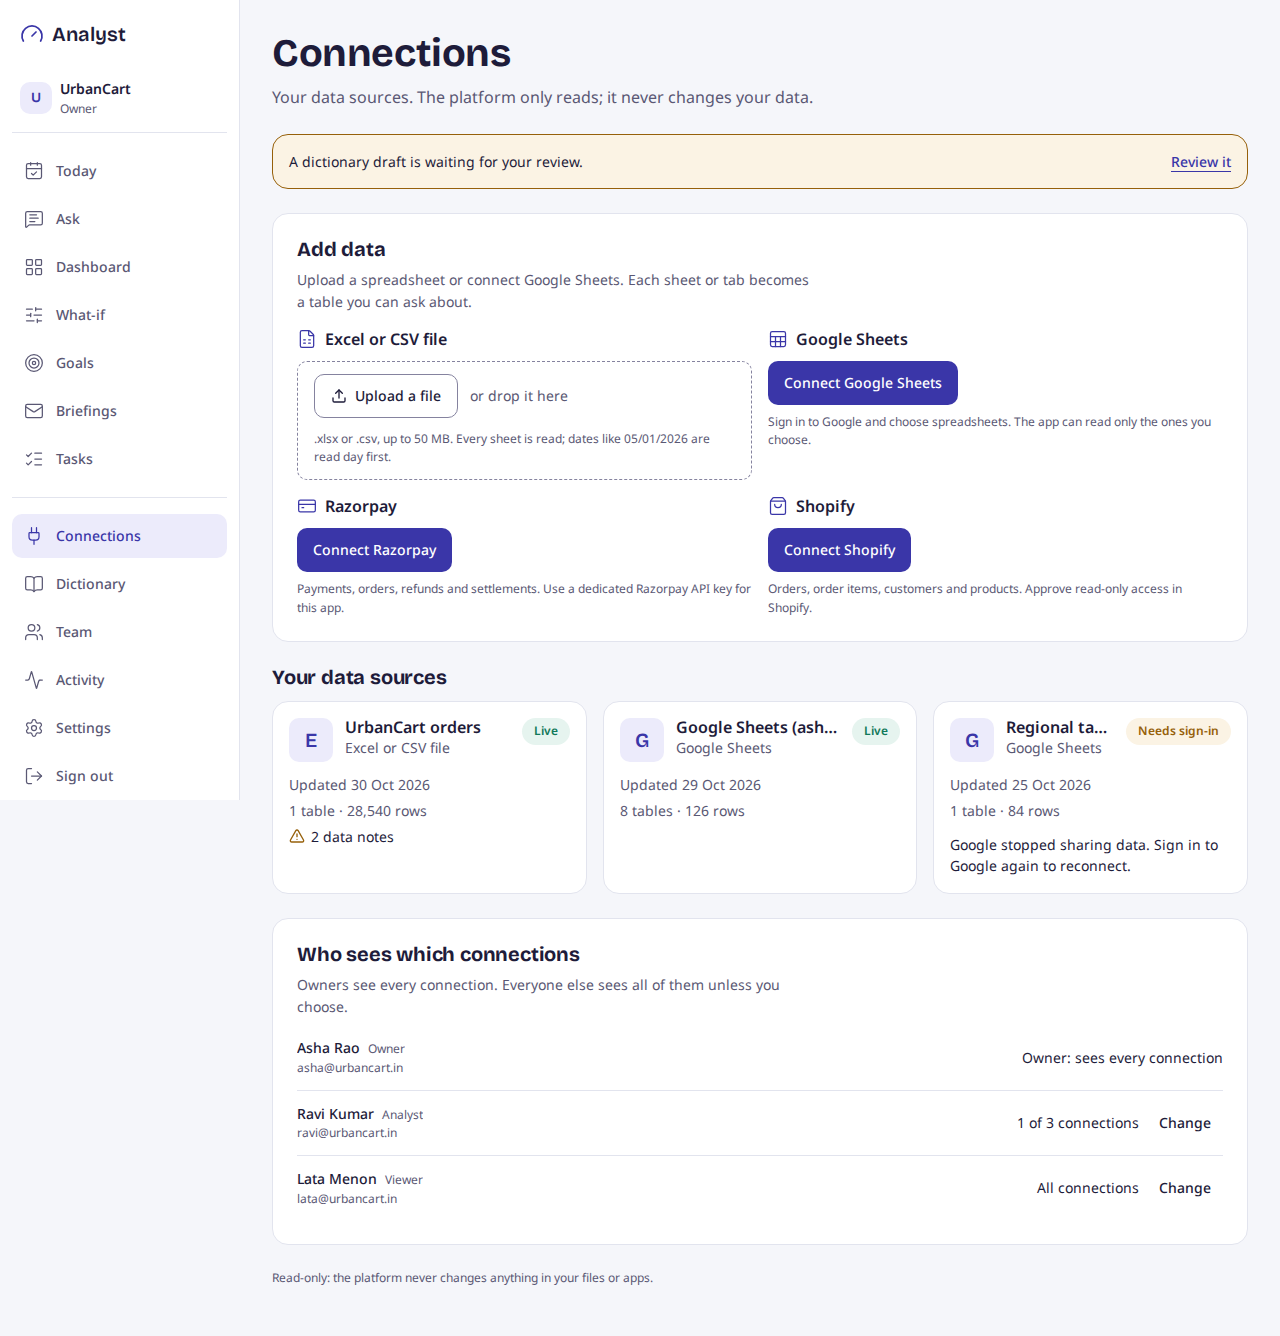 Analyst
U
UrbanCart
Owner
Today
Ask
Dashboard
What-if
Goals
Briefings
Tasks
Connections
Dictionary
Team
Activity
Settings
Sign out
Connections
Your data sources. The platform only reads; it never changes your data.
A dictionary draft is waiting for your review.
Review it
Add data
Upload a spreadsheet or connect Google Sheets. Each sheet or tab becomes
a table you can ask about.
Excel or CSV file
Upload a file
or drop it here
.xlsx or .csv, up to 50 MB. Every sheet is read; dates like 05/01/2026 are
read day first.
Google Sheets
Connect Google Sheets
Sign in to Google and choose spreadsheets. The app can read only the ones you
choose.
Razorpay
Connect Razorpay
Payments, orders, refunds and settlements. Use a dedicated Razorpay API key for
this app.
Shopify
Connect Shopify
Orders, order items, customers and products. Approve read-only access in
Shopify.
Your data sources
E
UrbanCart orders
Excel or CSV file
Live
Updated 30 Oct 2026
1 table · 28,540 rows
2 data notes
G
Google Sheets (ash...
Google Sheets
Live
Updated 29 Oct 2026
8 tables · 126 rows
G
Regional ta...
Google Sheets
Needs sign-in
Updated 25 Oct 2026
1 table · 84 rows
Google stopped sharing data. Sign in to
Google again to reconnect.
Who sees which connections
Owners see every connection. Everyone else sees all of them unless you
choose.
Asha Rao Owner
asha@urbancart.in
Owner: sees every connection
Ravi Kumar Analyst
ravi@urbancart.in
1 of 3 connections
Change
Lata Menon Viewer
lata@urbancart.in
All connections
Change
Read-only: the platform never changes anything in your files or apps.